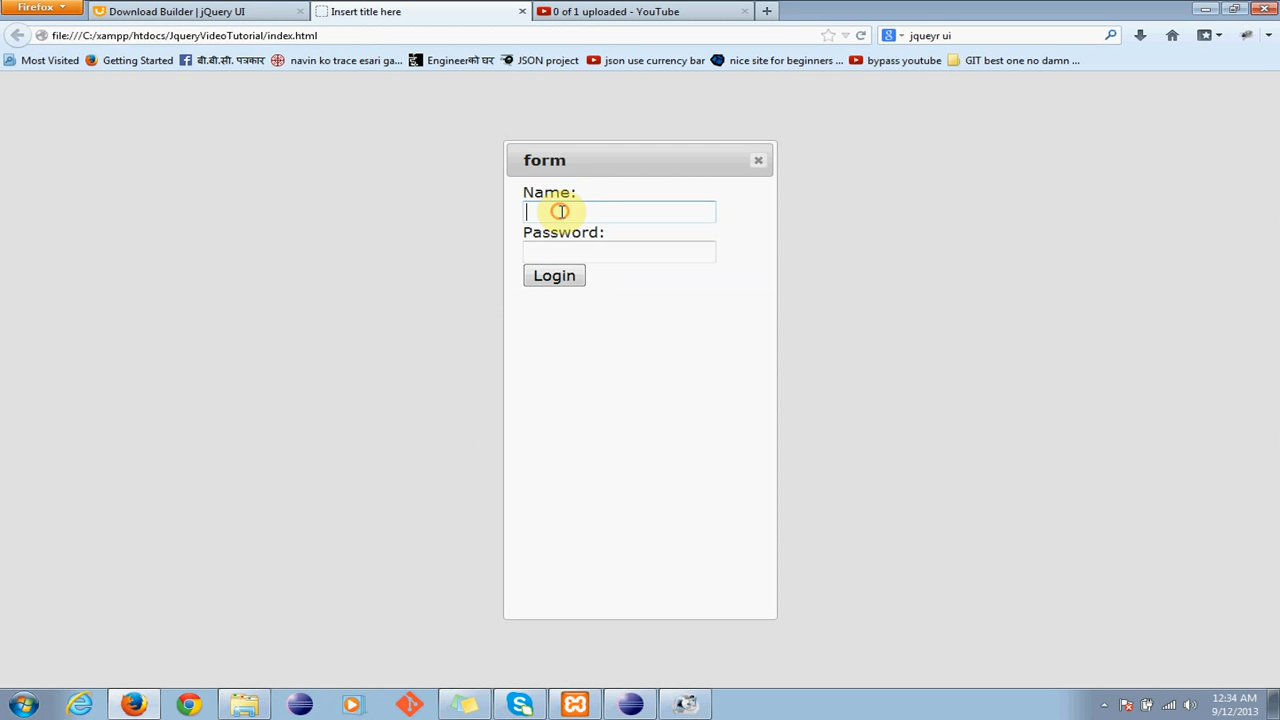 Firefox
Download Builder | jQuery UI
Insert title here
0 of 1 uploaded - YouTube
file:///C:/xampp/htdocs/JqueryVideoTutorial/index.html
jqueyr ui
Most Visited
Getting Started
बी.बी.सी. पत्रकार
navin ko trace esari ga...
Engineerको घर
JSON project
json use currency bar
nice site for beginners ...
bypass youtube
GIT best one no damn ...
form
Name:
Password:
Login
12:34 AM
9/12/2013